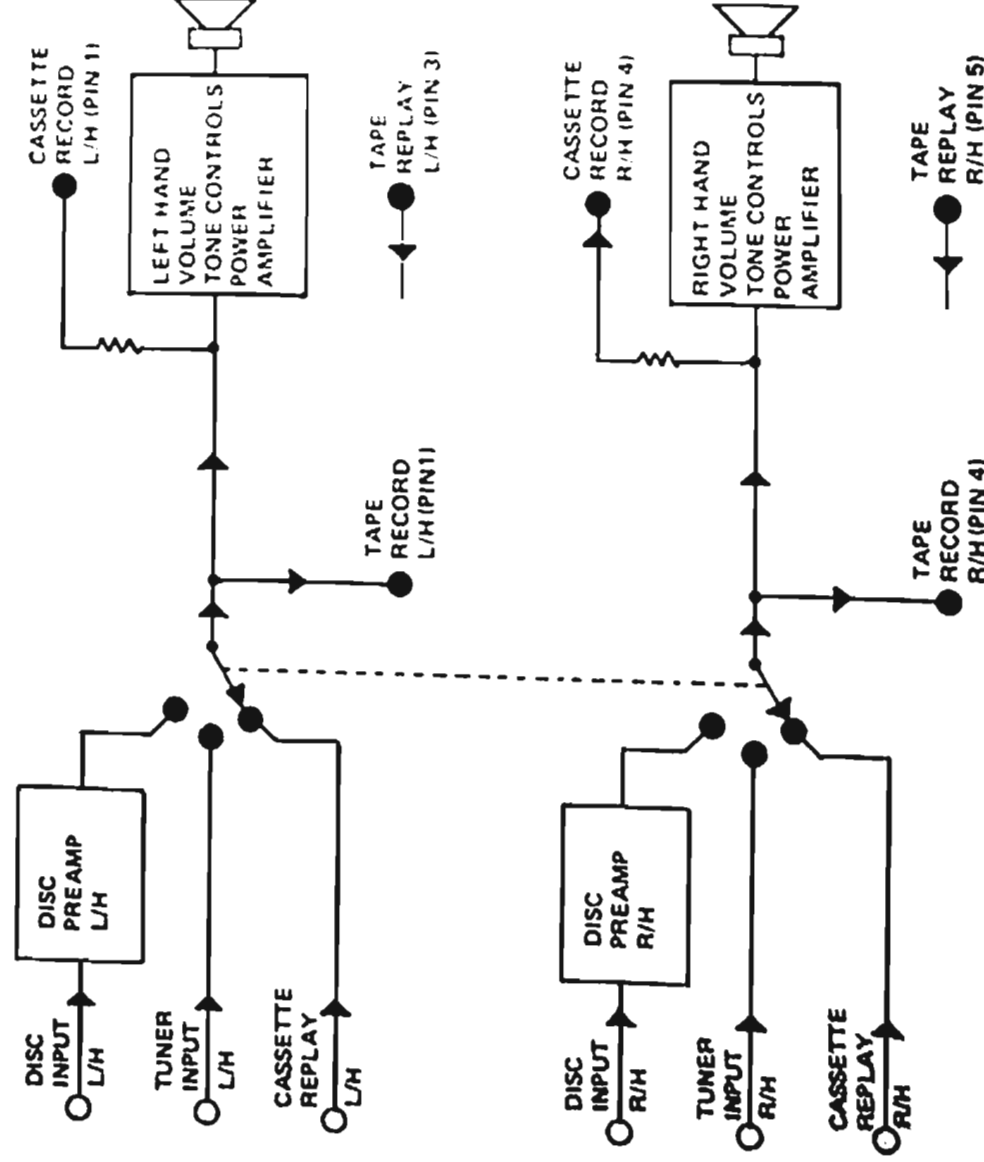 CASSETTE
RECORD
L/H (PIN 1)
LEFT HAND
VOLUME
TONE CONTROLS
POWER
AMPLIFIER
TAPE
REPLAY
L/H (PIN 3)
CASSETTE
RECORD
R/H (PIN 4)
RIGHT HAND
VOLUME
TONE CONTROLS
POWER
AMPLIFIER
TAPE
REPLAY
R/H (PIN 5)
TAPE
RECORD
L/H (PIN1)
TAPE
RECORD
R/H (PIN 4)
DISC
PREAMP
L/H
DISC
PREAMP
R/H
DISC
INPUT
L/H
TUNER
INPUT
L/H
CASSETTE
REPLAY
L/H
DISC
INPUT
R/H
TUNER
INPUT
R/H
CASSETTE
REPLAY
R/H